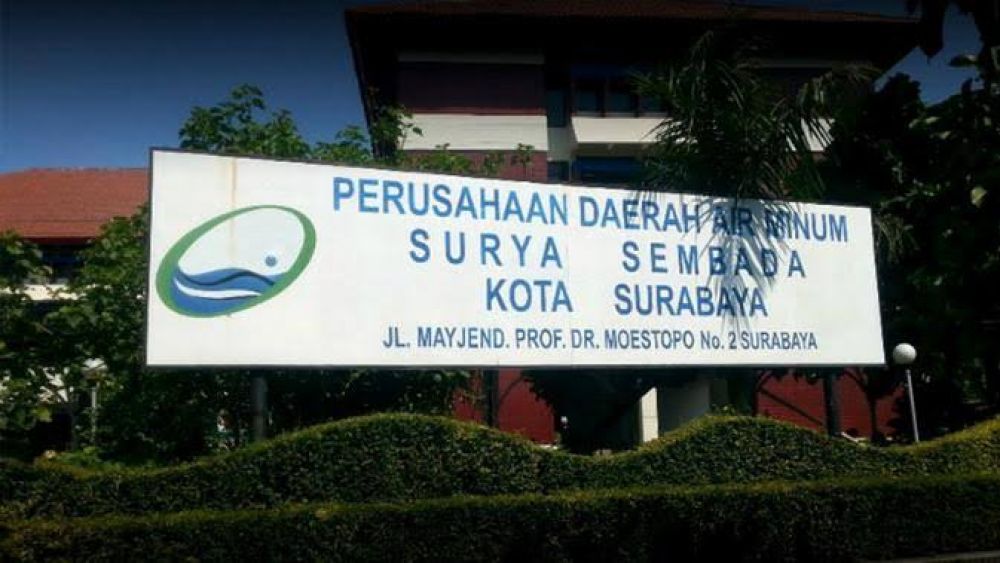 PERUSAHAAN DAERAH AIR MINUM
SURYA SEMBADA
KOTA SURABAYA
JL. MAYJEND. PROF. DR. MOESTOPO No. 2 SURABAYA